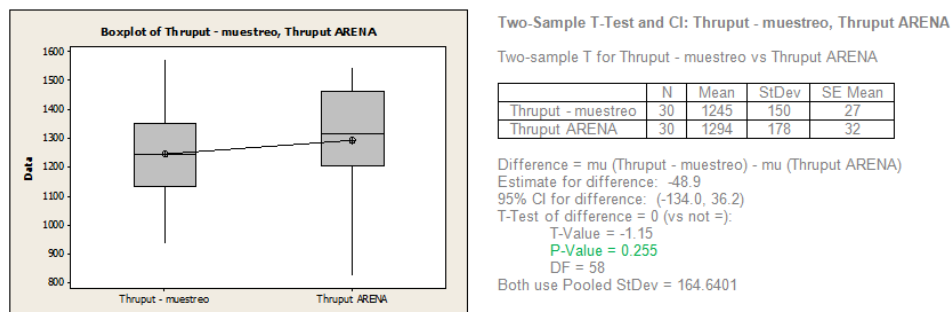 Boxplot of Thruput - muestreo, Thruput ARENA
1600
1500
1400
1300
1200
1100
1000
900
800
Data
Thruput - muestreo
Thruput ARENA
Two-Sample T-Test and CI: Thruput - muestreo, Thruput ARENA
Two-sample T for Thruput - muestreo vs Thruput ARENA
N Mean StDev SE Mean
Thruput - muestreo 30 1245 150 27
Thruput ARENA 30 1294 178 32
Difference = mu (Thruput - muestreo) - mu (Thruput ARENA)
Estimate for difference: -48.9
95% CI for difference: (-134.0, 36.2)
T-Test of difference = 0 (vs not =):
T-Value = -1.15
P-Value = 0.255
DF = 58
Both use Pooled StDev = 164.6401